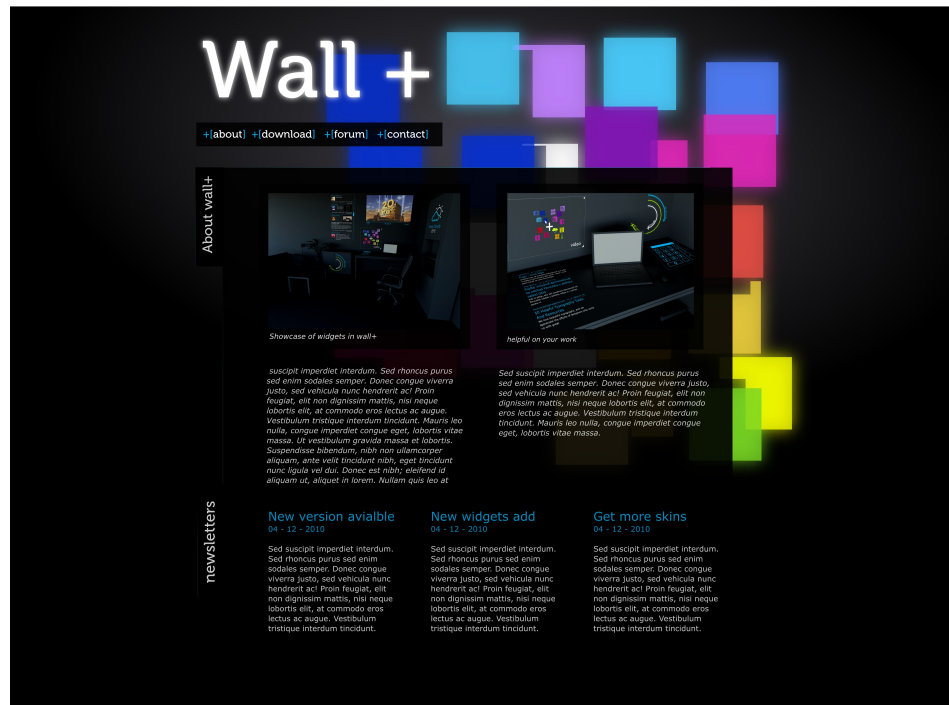 Wall +
+[about] +[download] +[forum] +[contact]
About wall+
video
Showcase of widgets in wall+
helpful on your work
suscipit imperdiet interdum. Sed rhoncus purus
sed enim sodales semper. Donec congue viverra
justo, sed vehicula nunc hendrerit ac! Proin
feugiat, elit non dignissim mattis, nisi neque
lobortis elit, at commodo eros lectus ac augue.
Vestibulum tristique interdum tincidunt. Mauris leo
nulla, congue imperdiet congue eget, lobortis vitae
massa. Ut vestibulum gravida massa et lobortis.
Suspendisse bibendum, nibh non ullamcorper
aliquam, ante velit tincidunt nibh, eget tincidunt
nunc ligula vel dui. Donec est nibh; eleifend id
aliquam ut, aliquet in lorem. Nullam quis leo at
Sed suscipit imperdiet interdum. Sed rhoncus purus
sed enim sodales semper. Donec congue viverra justo,
sed vehicula nunc hendrerit ac! Proin feugiat, elit non
dignissim mattis, nisi neque lobortis elit, at commodo
eros lectus ac augue. Vestibulum tristique interdum
tincidunt. Mauris leo nulla, congue imperdiet congue
eget, lobortis vitae massa.
newsletters
New version avialble
04 - 12 - 2010
Sed suscipit imperdiet interdum.
Sed rhoncus purus sed enim
sodales semper. Donec congue
viverra justo, sed vehicula nunc
hendrerit ac! Proin feugiat, elit
non dignissim mattis, nisi neque
lobortis elit, at commodo eros
lectus ac augue. Vestibulum
tristique interdum tincidunt.
New widgets add
04 - 12 - 2010
Sed suscipit imperdiet interdum.
Sed rhoncus purus sed enim
sodales semper. Donec congue
viverra justo, sed vehicula nunc
hendrerit ac! Proin feugiat, elit
non dignissim mattis, nisi neque
lobortis elit, at commodo eros
lectus ac augue. Vestibulum
tristique interdum tincidunt.
Get more skins
04 - 12 - 2010
Sed suscipit imperdiet interdum.
Sed rhoncus purus sed enim
sodales semper. Donec congue
viverra justo, sed vehicula nunc
hendrerit ac! Proin feugiat, elit
non dignissim mattis, nisi neque
lobortis elit, at commodo eros
lectus ac augue. Vestibulum
tristique interdum tincidunt.